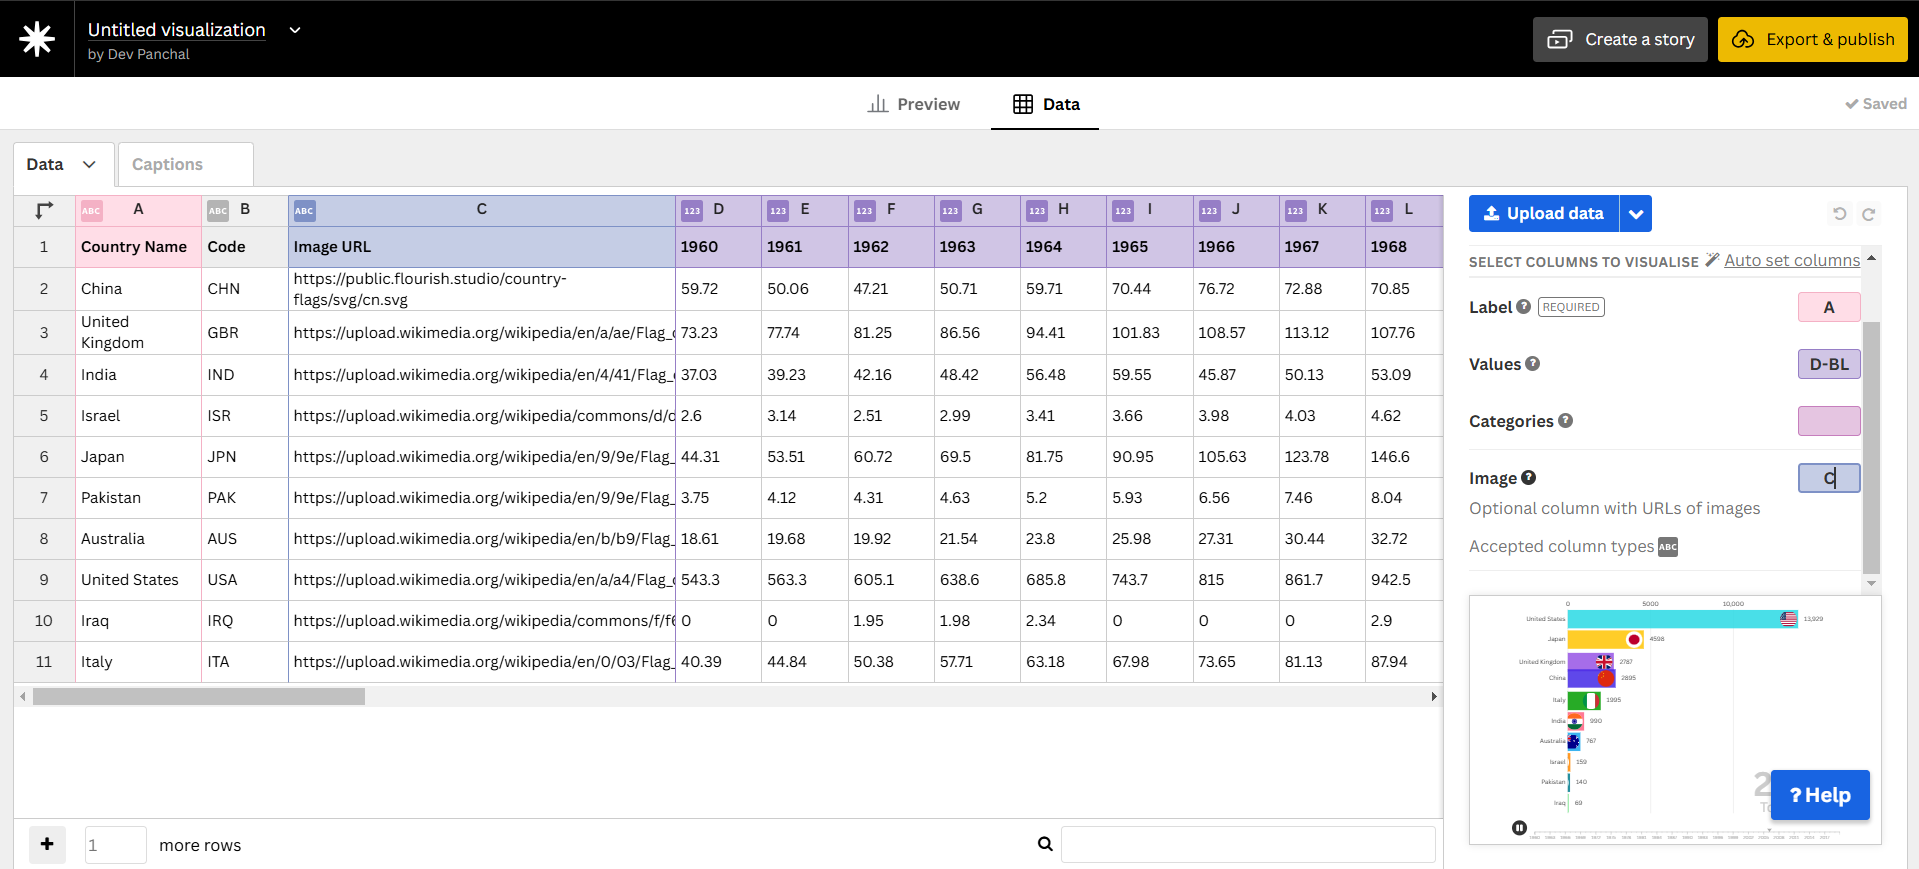 Untitled visualization
by Dev Panchal
Create a story
Export & publish
Preview
Data
Saved
Data
Captions
ABC A ABC B ABC C 123 D 123 E 123 F 123 G 123 H 123 I 123 J 123 K 123 L
1 Country Name Code Image URL 1960 1961 1962 1963 1964 1965 1966 1967 1968
2 China CHN https://public.flourish.studio/country-
flags/svg/cn.svg 59.72 50.06 47.21 50.71 59.71 70.44 76.72 72.88 70.85
3 United
Kingdom GBR https://upload.wikimedia.org/wikipedia/en/a/ae/Flag_ 73.23 77.74 81.25 86.56 94.41 101.83 108.57 113.12 107.76
4 India IND https://upload.wikimedia.org/wikipedia/en/4/41/Flag_ 37.03 39.23 42.16 48.42 56.48 59.55 45.87 50.13 53.09
5 Israel ISR https://upload.wikimedia.org/wikipedia/commons/d/d 2.6 3.14 2.51 2.99 3.41 3.66 3.98 4.03 4.62
6 Japan JPN https://upload.wikimedia.org/wikipedia/en/9/9e/Flag_ 44.31 53.51 60.72 69.5 81.75 90.95 105.63 123.78 146.6
7 Pakistan PAK https://upload.wikimedia.org/wikipedia/en/9/9e/Flag_ 3.75 4.12 4.31 4.63 5.2 5.93 6.56 7.46 8.04
8 Australia AUS https://upload.wikimedia.org/wikipedia/en/b/b9/Flag_ 18.61 19.68 19.92 21.54 23.8 25.98 27.31 30.44 32.72
9 United States USA https://upload.wikimedia.org/wikipedia/en/a/a4/Flag_ 543.3 563.3 605.1 638.6 685.8 743.7 815 861.7 942.5
10 Iraq IRQ https://upload.wikimedia.org/wikipedia/commons/f/f6 0 0 1.95 1.98 2.34 0 0 0 2.9
11 Italy ITA https://upload.wikimedia.org/wikipedia/en/0/03/Flag_ 40.39 44.84 50.38 57.71 63.18 67.98 73.65 81.13 87.94
1 more rows
Upload data
SELECT COLUMNS TO VISUALISE Auto set columns
Label ? REQUIRED A
Values ? D-BL
Categories ?
Image ? C
Optional column with URLs of images
Accepted column types ABC
0 5000 10,000
United States 13,929
Japan 4598
United Kingdom 2787
China 2895
Italy 1995
India 990
Australia 767
Israel 159
Pakistan 140
Iraq 69
2
To
? Help